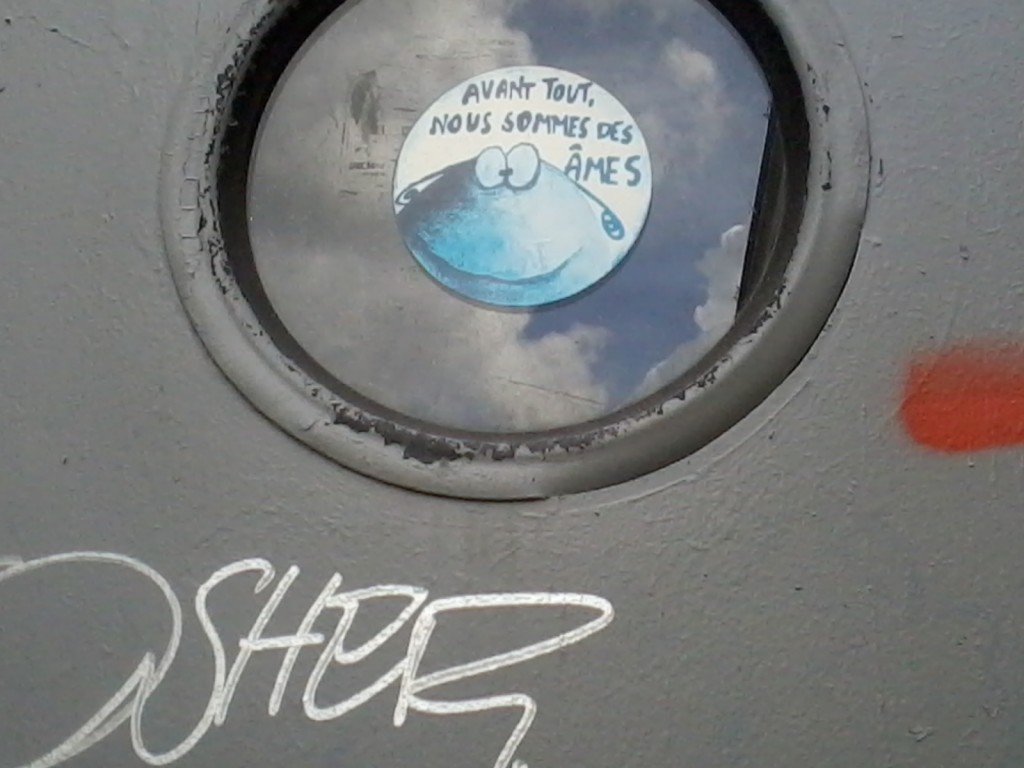 AVANT TOUT,
NOUS SOMMES DES
ÂMES